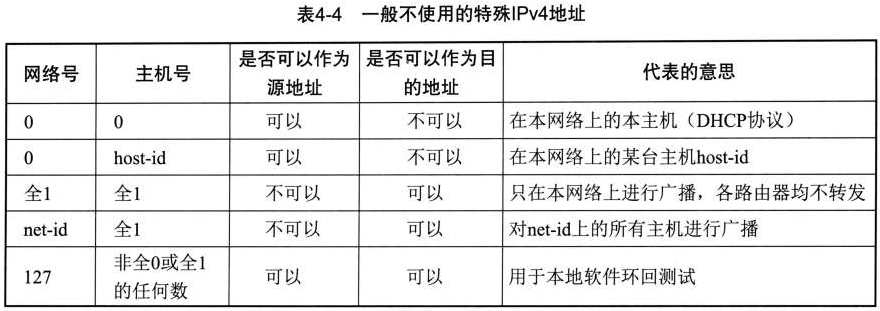 表4-4 一般不使用的特殊IPv4地址
网络号 主机号 是否可以作为源地址 是否可以作为目的地址 代表的意思
0 0 可以 不可以 在本网络上的本主机（DHCP协议）
0 host-id 可以 不可以 在本网络上的某台主机host-id
全1 全1 不可以 可以 只在本网络上进行广播，各路由器均不转发
net-id 全1 不可以 可以 对net-id上的所有主机进行广播
127 非全0或全1的任何数 可以 可以 用于本地软件环回测试